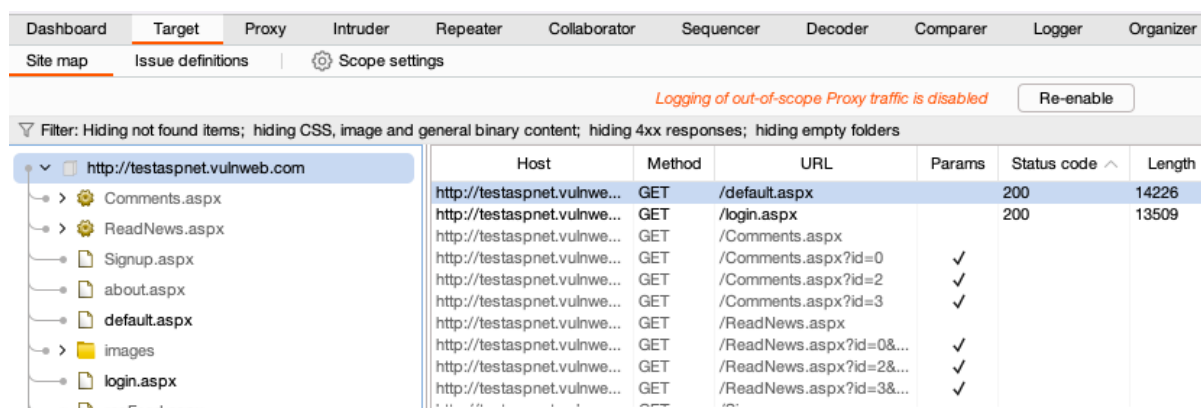 Dashboard Target Proxy Intruder Repeater Collaborator Sequencer Decoder Comparer Logger Organizer
Site map Issue definitions Scope settings
Logging of out-of-scope Proxy traffic is disabled Re-enable
Filter: Hiding not found items; hiding CSS, image and general binary content; hiding 4xx responses; hiding empty folders
http://testaspnet.vulnweb.com
Comments.aspx
ReadNews.aspx
Signup.aspx
about.aspx
default.aspx
images
login.aspx
Host Method URL Params Status code Length
http://testaspnet.vulnwe... GET /default.aspx 200 14226
http://testaspnet.vulnwe... GET /login.aspx 200 13509
http://testaspnet.vulnwe... GET /Comments.aspx
http://testaspnet.vulnwe... GET /Comments.aspx?id=0 ✓
http://testaspnet.vulnwe... GET /Comments.aspx?id=2 ✓
http://testaspnet.vulnwe... GET /Comments.aspx?id=3 ✓
http://testaspnet.vulnwe... GET /ReadNews.aspx
http://testaspnet.vulnwe... GET /ReadNews.aspx?id=0&... ✓
http://testaspnet.vulnwe... GET /ReadNews.aspx?id=2&... ✓
http://testaspnet.vulnwe... GET /ReadNews.aspx?id=3&... ✓